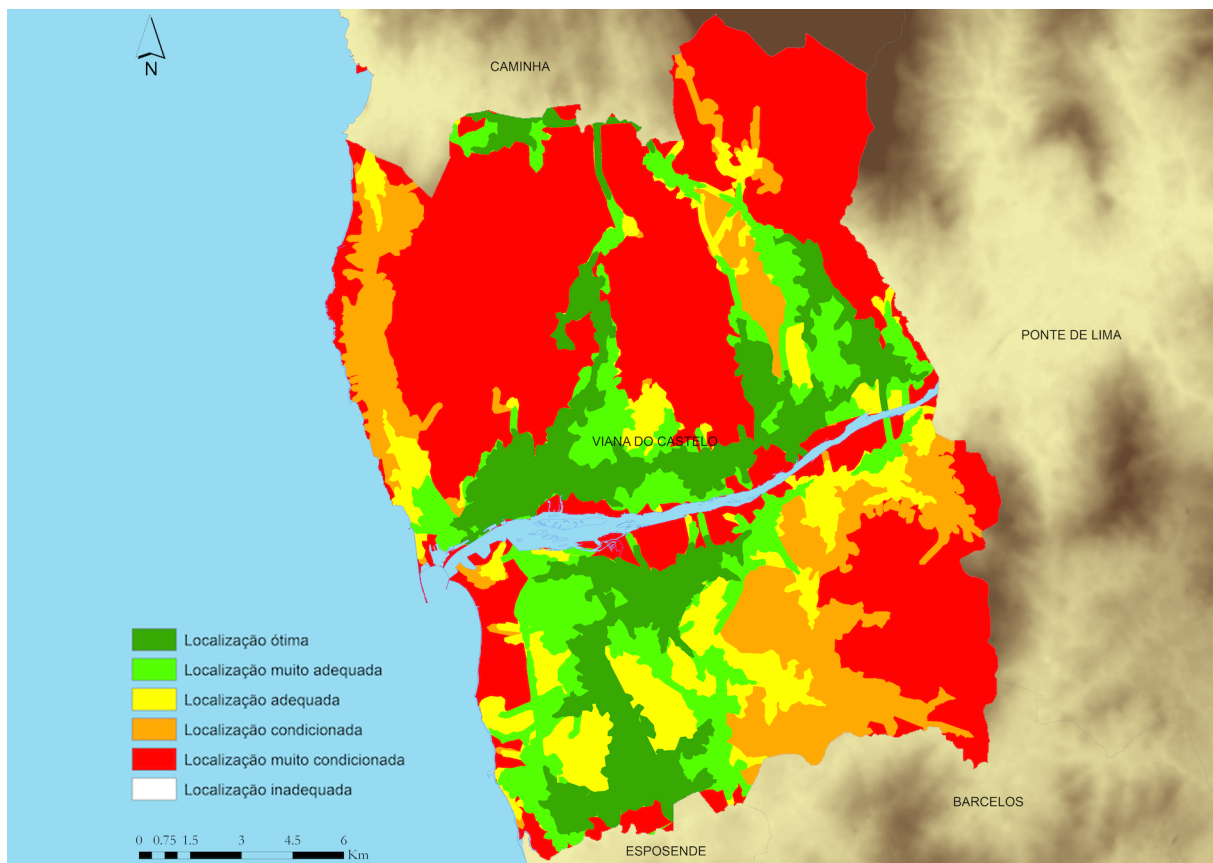 N
CAMINHA
PONTE DE LIMA
VIANA DO CASTELO
Localização ótima
Localização muito adequada
Localização adequada
Localização condicionada
Localização muito condicionada
Localização inadequada
BARCELOS
0 0.75 1.5 3 4.5 6
Km
ESPOSENDE